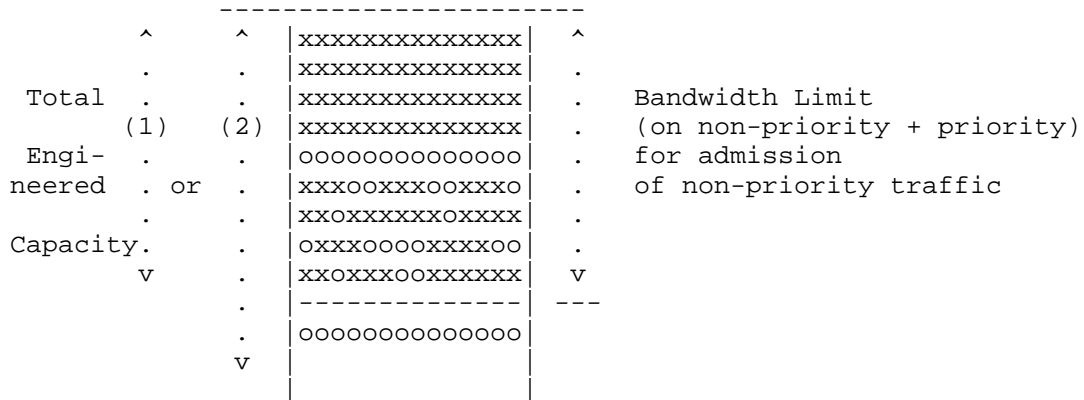 -----------------------
         ^     ^  |xxxxxxxxxxxxxx|  ^
         .     .  |xxxxxxxxxxxxxx|  .
 Total   .     .  |xxxxxxxxxxxxxx|  .   Bandwidth Limit
        (1)   (2) |xxxxxxxxxxxxxx|  .   (on non-priority + priority)
 Engi-   .     .  |oooooooooooooo|  .   for admission
neered   . or  .  |xxxooxxxooxxxo|  .   of non-priority traffic
         .     .  |xxoxxxxxxoxxxx|  .
Capacity.      .  |oxxxooooxxxxoo|  .
         v     .  |xxoxxxooxxxxxx|  v
               .  |--------------| ---
               .  |oooooooooooooo|
               v  |              |
                  |              |